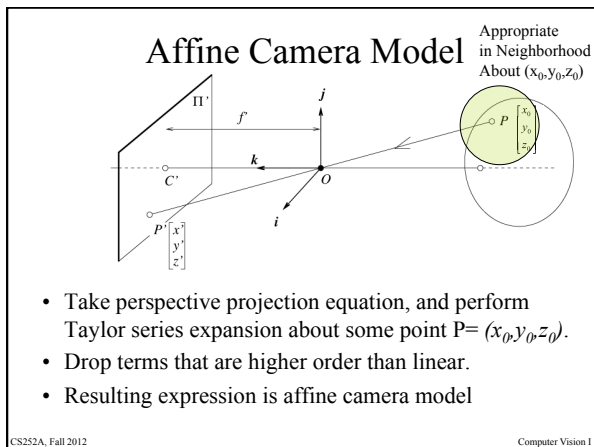 Affine Camera Model
Appropriate
in Neighborhood
About (x₀,y₀,z₀)
Π'
f'
j
k
i
C'
O
P
x₀
y₀
z₀
P'
x'
y'
z'
• Take perspective projection equation, and perform
Taylor series expansion about some point P= (x₀,y₀,z₀).
• Drop terms that are higher order than linear.
• Resulting expression is affine camera model
CS252A, Fall 2012
Computer Vision I